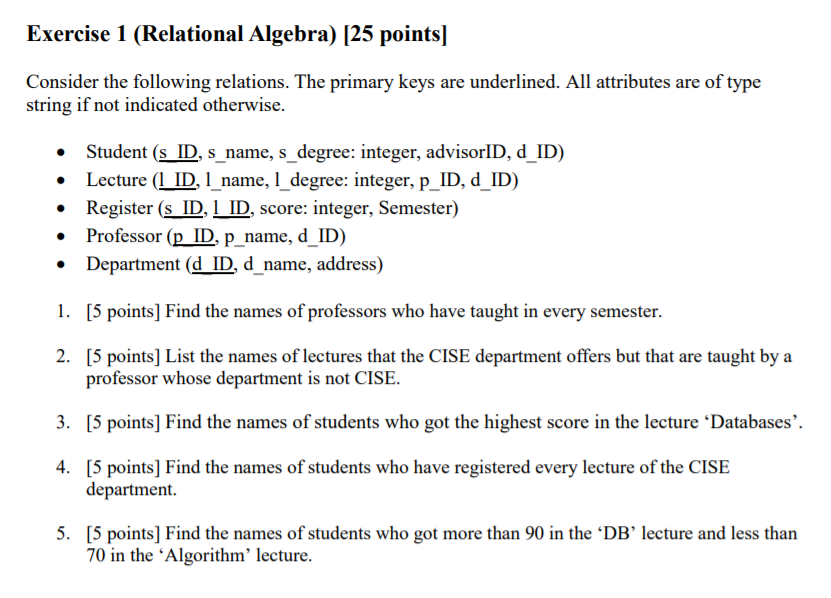 Exercise 1 (Relational Algebra) [25 points]
Consider the following relations. The primary keys are underlined. All attributes are of type
string if not indicated otherwise.
• Student (s_ID, s_name, s_degree: integer, advisorID, d_ID)
• Lecture (l_ID, l_name, l_degree: integer, p_ID, d_ID)
• Register (s_ID, l_ID, score: integer, Semester)
• Professor (p_ID, p_name, d_ID)
• Department (d_ID, d_name, address)
1. [5 points] Find the names of professors who have taught in every semester.
2. [5 points] List the names of lectures that the CISE department offers but that are taught by a
professor whose department is not CISE.
3. [5 points] Find the names of students who got the highest score in the lecture ‘Databases’.
4. [5 points] Find the names of students who have registered every lecture of the CISE
department.
5. [5 points] Find the names of students who got more than 90 in the ‘DB’ lecture and less than
70 in the ‘Algorithm’ lecture.